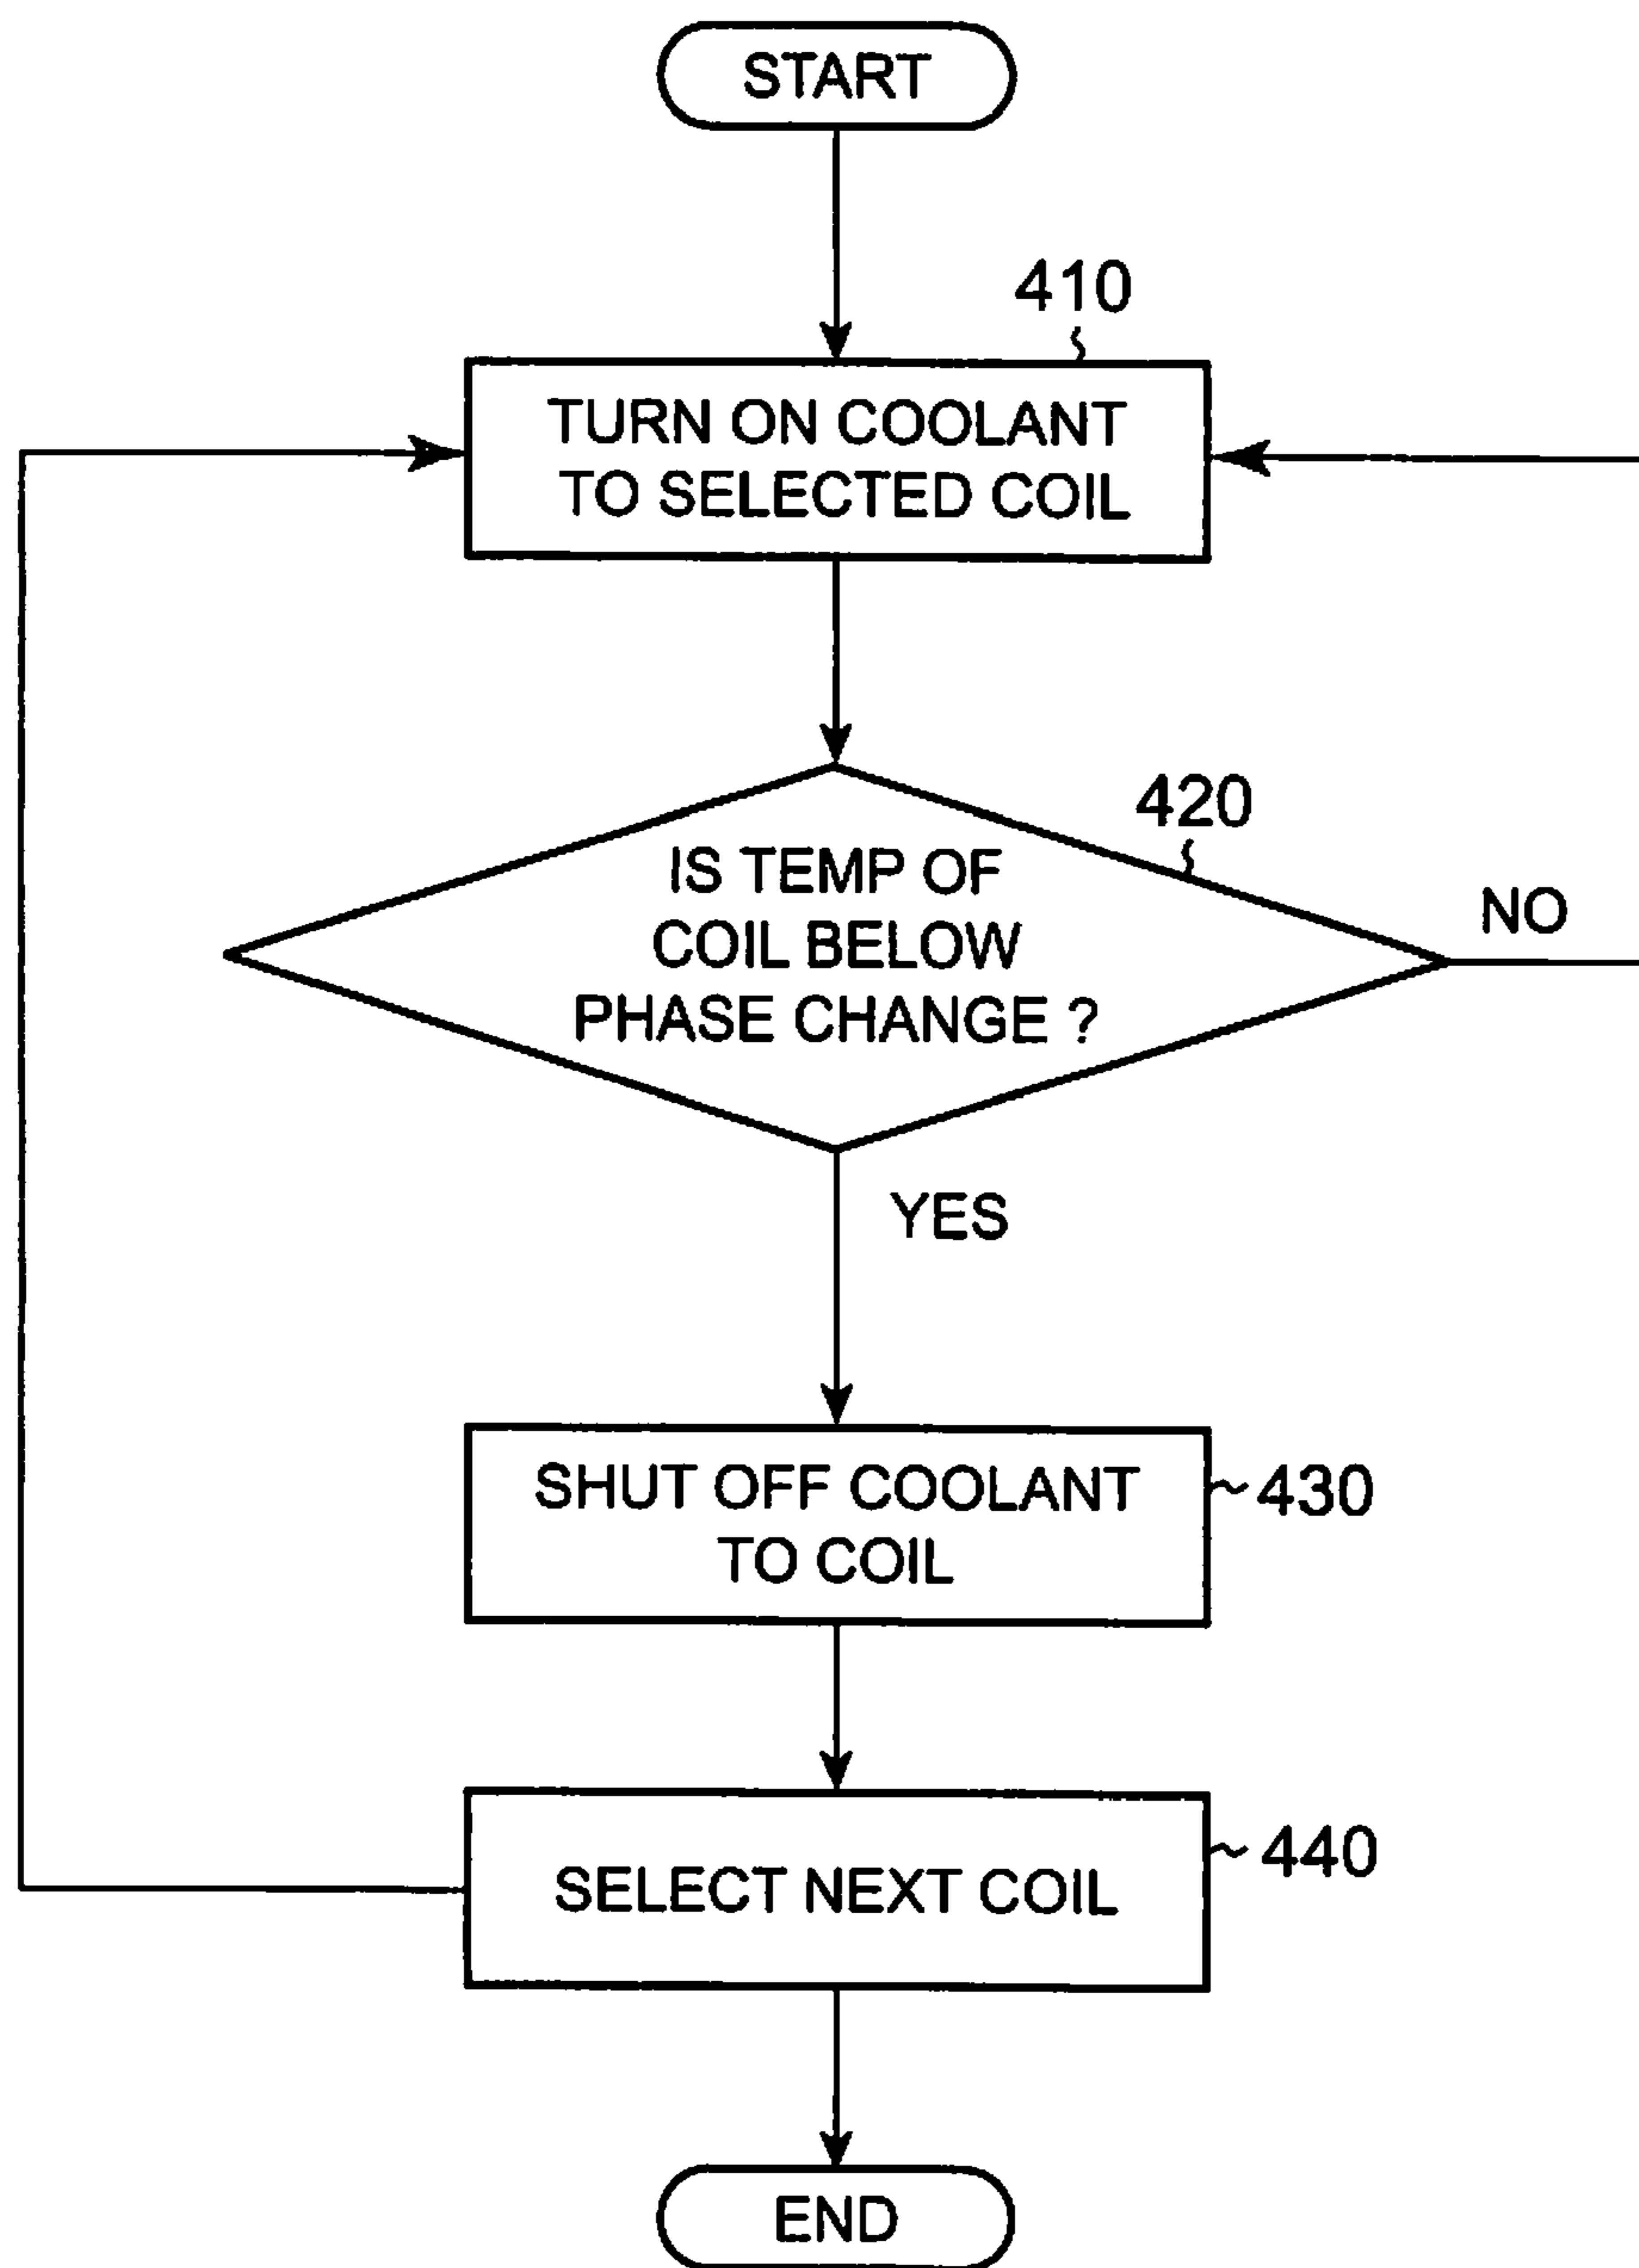 START
410
TURN ON COOLANT
TO SELECTED COIL
420
IS TEMP OF
COIL BELOW
PHASE CHANGE ?
NO
YES
SHUT OFF COOLANT
TO COIL
430
SELECT NEXT COIL
440
END